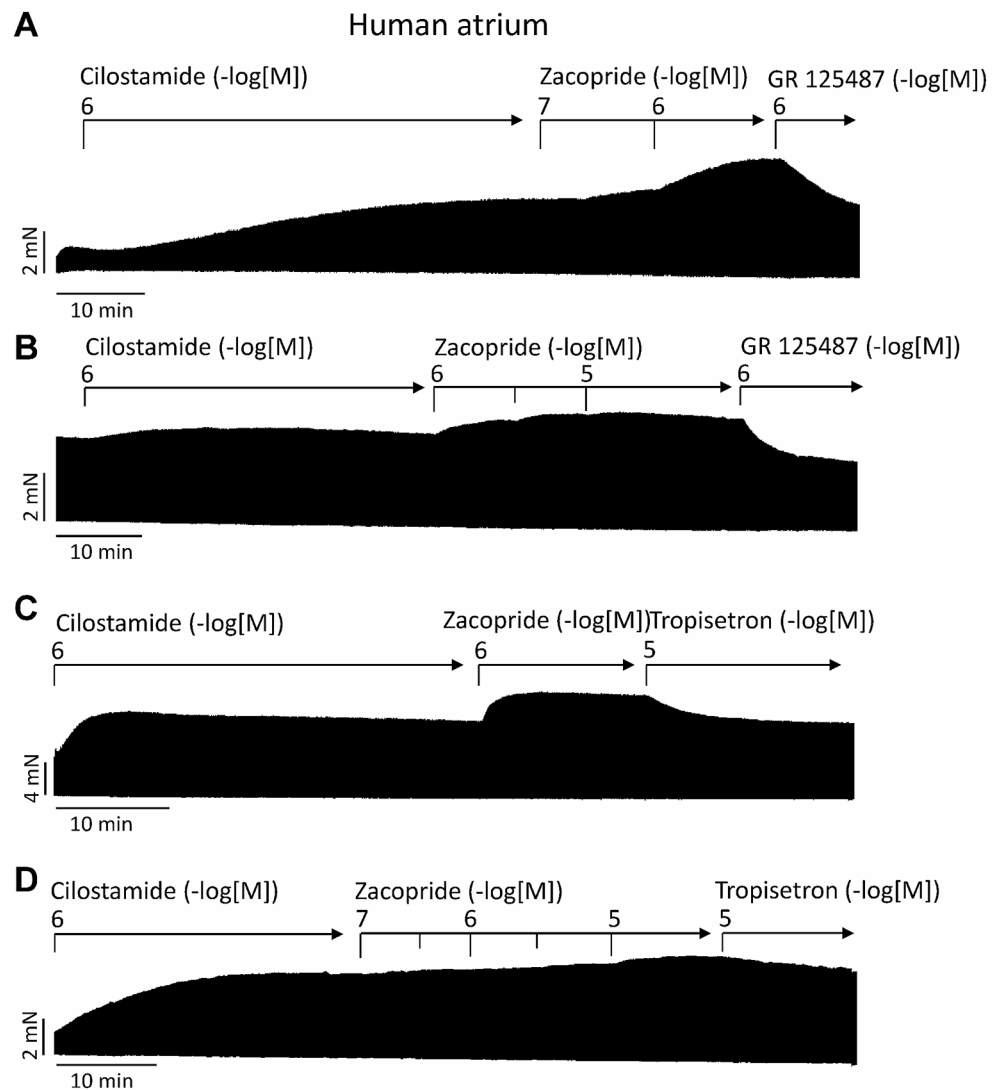 A
Human atrium
Cilostamide (-log[M]) Zacopride (-log[M]) GR 125487 (-log[M])
6 7 6 6
2 mN
10 min
B
Cilostamide (-log[M]) Zacopride (-log[M]) GR 125487 (-log[M])
6 6 5 6
2 mN
10 min
C
Cilostamide (-log[M]) Zacopride (-log[M]) Tropisetron (-log[M])
6 6 5
4 mN
10 min
D
Cilostamide (-log[M]) Zacopride (-log[M]) Tropisetron (-log[M])
6 7 6 5 5
2 mN
10 min